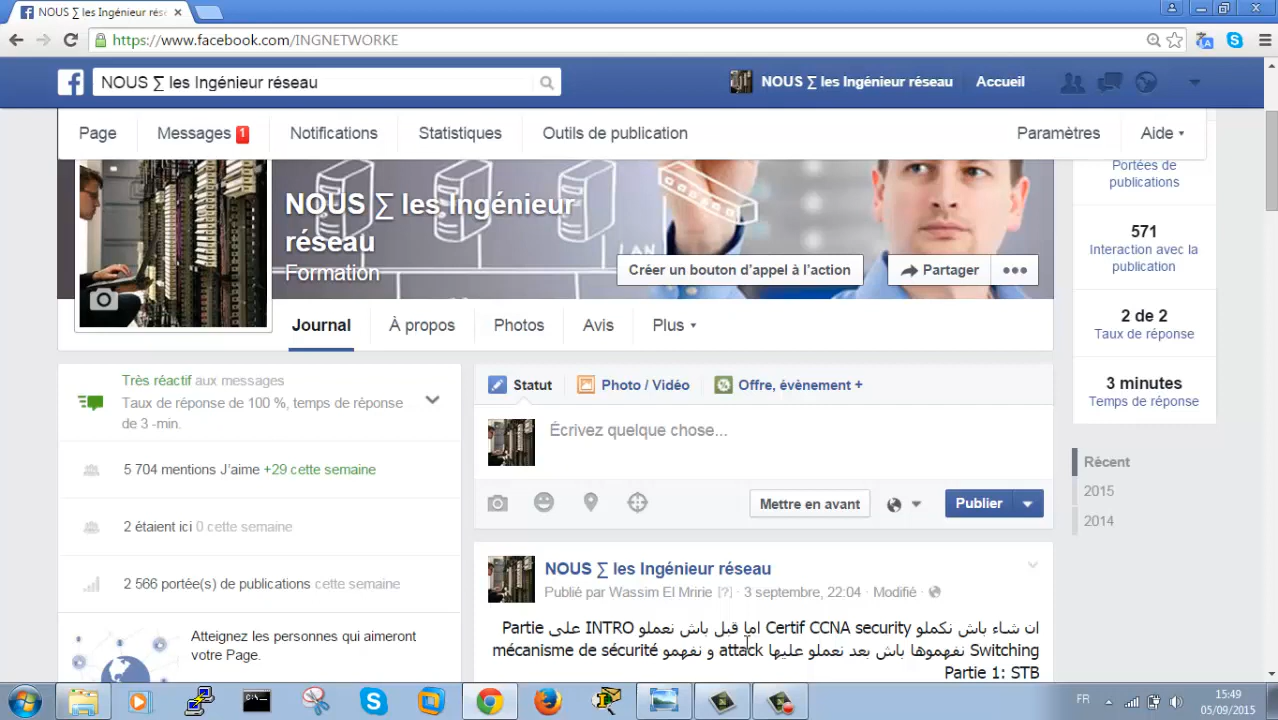 NOUS ∑ les Ingénieur rése
https://www.facebook.com/INGNETWORKE
NOUS ∑ les Ingénieur réseau
NOUS ∑ les Ingénieur réseau
Accueil
Page
Messages 1
Notifications
Statistiques
Outils de publication
Paramètres
Aide
NOUS ∑ les Ingénieur
réseau
Formation
LAN
Créer un bouton d'appel à l'action
Partager
Journal
À propos
Photos
Avis
Plus
Portées de
publications
571
Interaction avec la
publication
2 de 2
Taux de réponse
3 minutes
Temps de réponse
Récent
2015
2014
Très réactif aux messages
Taux de réponse de 100 %, temps de réponse
de 3 -min.
5 704 mentions J'aime +29 cette semaine
2 étaient ici 0 cette semaine
2 566 portée(s) de publications cette semaine
Atteignez les personnes qui aimeront
votre Page.
Statut
Photo / Vidéo
Offre, évènement +
Écrivez quelque chose...
Mettre en avant
Publier
NOUS ∑ les Ingénieur réseau
Publié par Wassim El Mririe [?] · 3 septembre, 22:04 · Modifié ·
ان شاء باش نكملو Certif CCNA security اما قبل باش نعملو INTRO على Partie
Switching نفهموها باش بعد نعملو عليها attack و نفهمو mécanisme de sécurité
Partie 1: STB
FR
15:49
05/09/2015